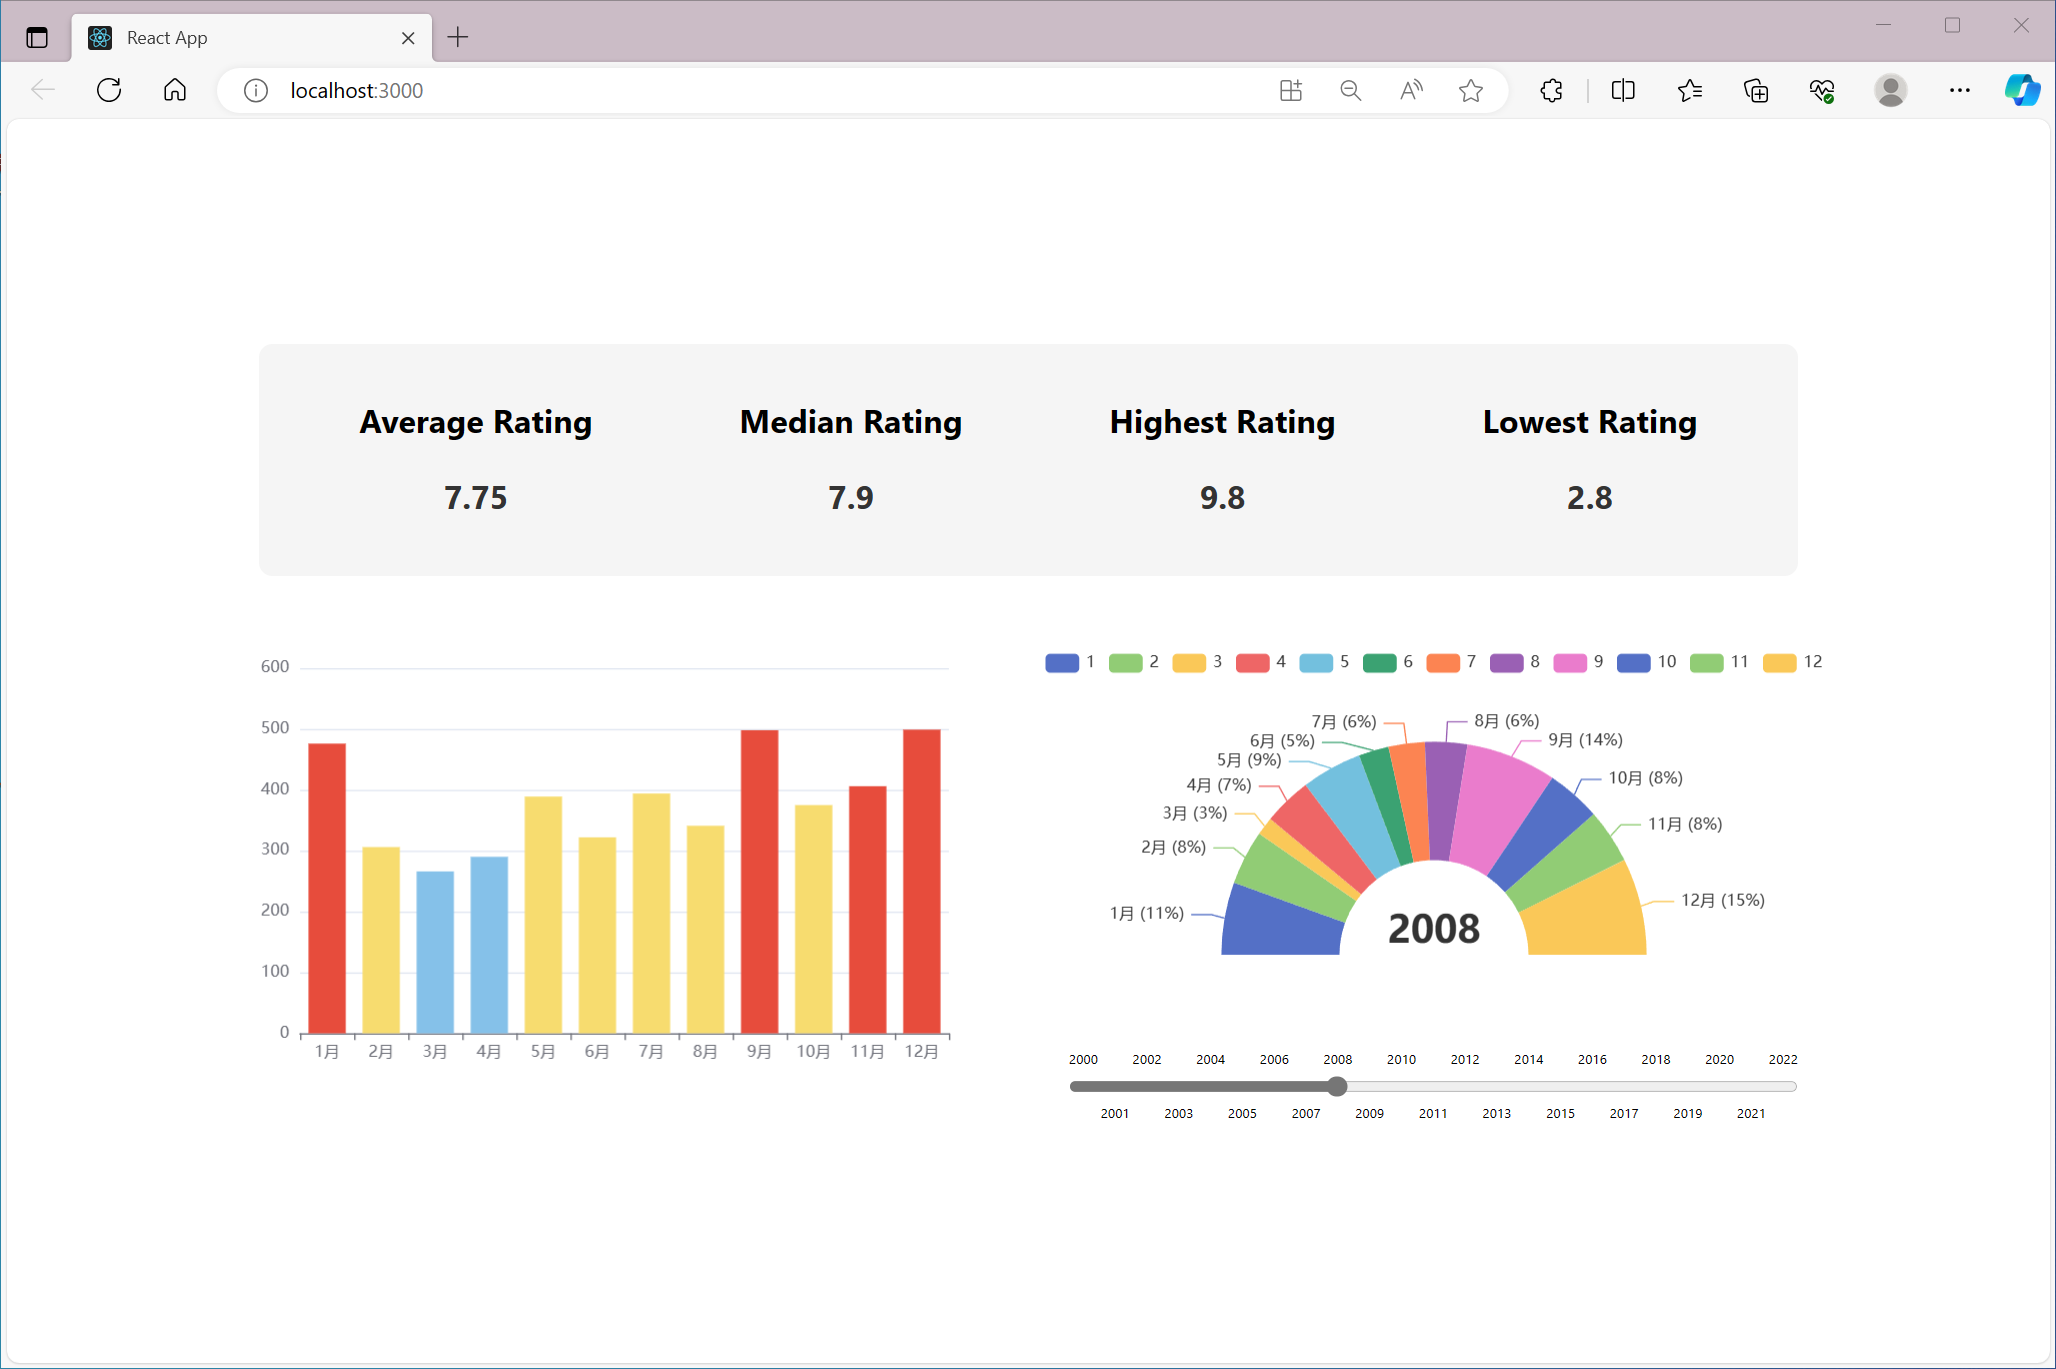 React App
localhost:3000
Average Rating Median Rating Highest Rating Lowest Rating
7.75 7.9 9.8 2.8
600
500
400
300
200
100
0
1月 2月 3月 4月 5月 6月 7月 8月 9月 10月 11月 12月
1 2 3 4 5 6 7 8 9 10 11 12
7月 (6%) 8月 (6%)
6月 (5%) 9月 (14%)
5月 (9%)
4月 (7%) 10月 (8%)
3月 (3%) 11月 (8%)
2月 (8%)
1月 (11%) 12月 (15%)
2008
2000 2002 2004 2006 2008 2010 2012 2014 2016 2018 2020 2022
2001 2003 2005 2007 2009 2011 2013 2015 2017 2019 2021